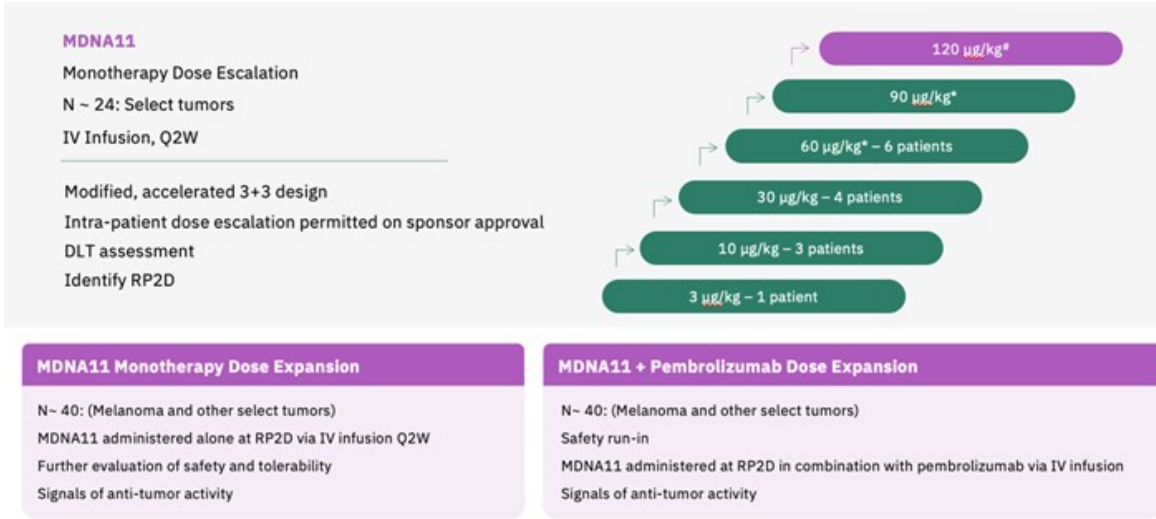 MDNA11
Monotherapy Dose Escalation
N ~ 24: Select tumors
IV Infusion, Q2W
Modified, accelerated 3+3 design
Intra-patient dose escalation permitted on sponsor approval
DLT assessment
Identify RP2D
120 µg/kg#
90 µg/kg*
60 µg/kg* – 6 patients
30 µg/kg – 4 patients
10 µg/kg – 3 patients
3 µg/kg – 1 patient
MDNA11 Monotherapy Dose Expansion
N~ 40: (Melanoma and other select tumors)
MDNA11 administered alone at RP2D via IV infusion Q2W
Further evaluation of safety and tolerability
Signals of anti-tumor activity
MDNA11 + Pembrolizumab Dose Expansion
N~ 40: (Melanoma and other select tumors)
Safety run-in
MDNA11 administered at RP2D in combination with pembrolizumab via IV infusion
Signals of anti-tumor activity